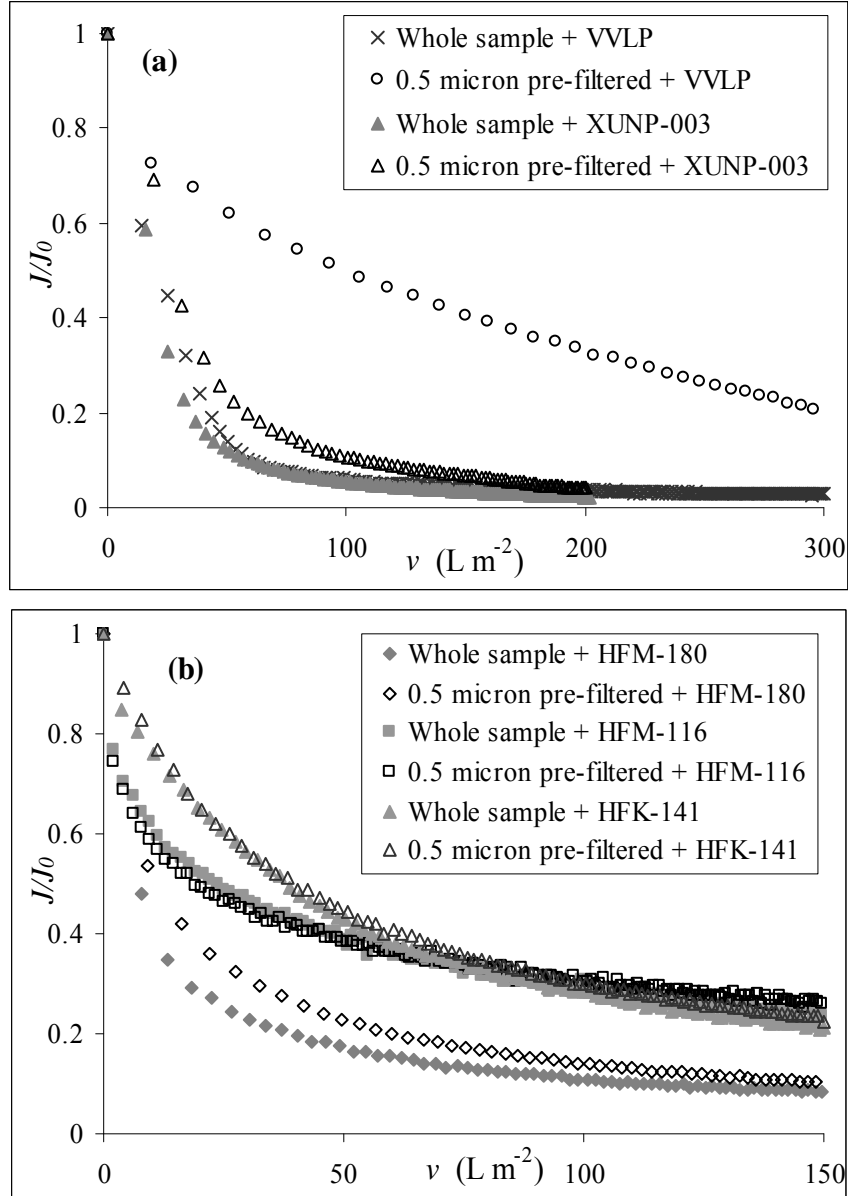 (a)
× Whole sample + VVLP
0.5 micron pre-filtered + VVLP
Whole sample + XUNP-003
0.5 micron pre-filtered + XUNP-003
J/J0
1
0.8
0.6
0.4
0.2
0
0
100
200
300
v (L m-2)
(b)
Whole sample + HFM-180
0.5 micron pre-filtered + HFM-180
Whole sample + HFM-116
0.5 micron pre-filtered + HFM-116
Whole sample + HFK-141
0.5 micron pre-filtered + HFK-141
J/J0
1
0.8
0.6
0.4
0.2
0
0
50
100
150
v (L m-2)